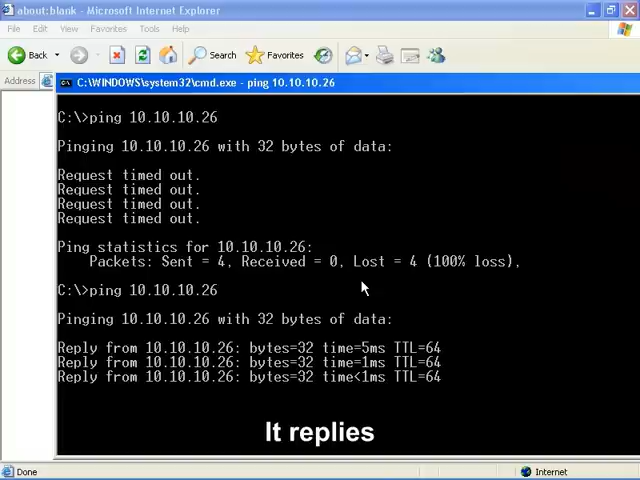 about:blank - Microsoft Internet Explorer
File Edit View Favorites Tools Help
Back Search Favorites
Address
C:\WINDOWS\system32\cmd.exe - ping 10.10.10.26
C:\>ping 10.10.10.26
Pinging 10.10.10.26 with 32 bytes of data:
Request timed out.
Request timed out.
Request timed out.
Request timed out.
Ping statistics for 10.10.10.26:
Packets: Sent = 4, Received = 0, Lost = 4 (100% loss),
C:\>ping 10.10.10.26
Pinging 10.10.10.26 with 32 bytes of data:
Reply from 10.10.10.26: bytes=32 time=5ms TTL=64
Reply from 10.10.10.26: bytes=32 time=1ms TTL=64
Reply from 10.10.10.26: bytes=32 time<1ms TTL=64
It replies
Done Internet